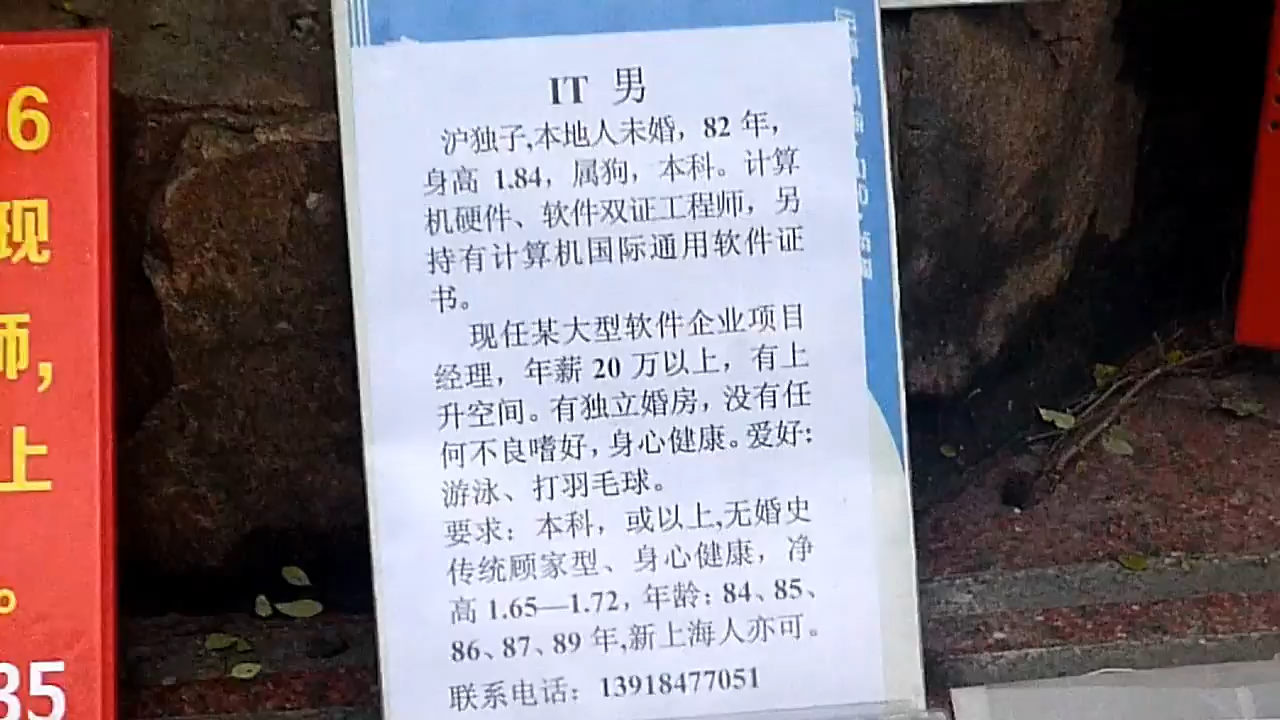 IT 男
沪独子,本地人未婚，82 年，
身高 1.84，属狗，本科。计算
机硬件、软件双证工程师，另
持有计算机国际通用软件证
书。
现任某大型软件企业项目
经理，年薪 20 万以上，有上
升空间。有独立婚房，没有任
何不良嗜好，身心健康。爱好：
游泳、打羽毛球。
要求：本科，或以上,无婚史
传统顾家型、身心健康，净
高 1.65—1.72，年龄：84、85、
86、87、89 年,新上海人亦可。
联系电话：13918477051
6
现
师，
上
。
35